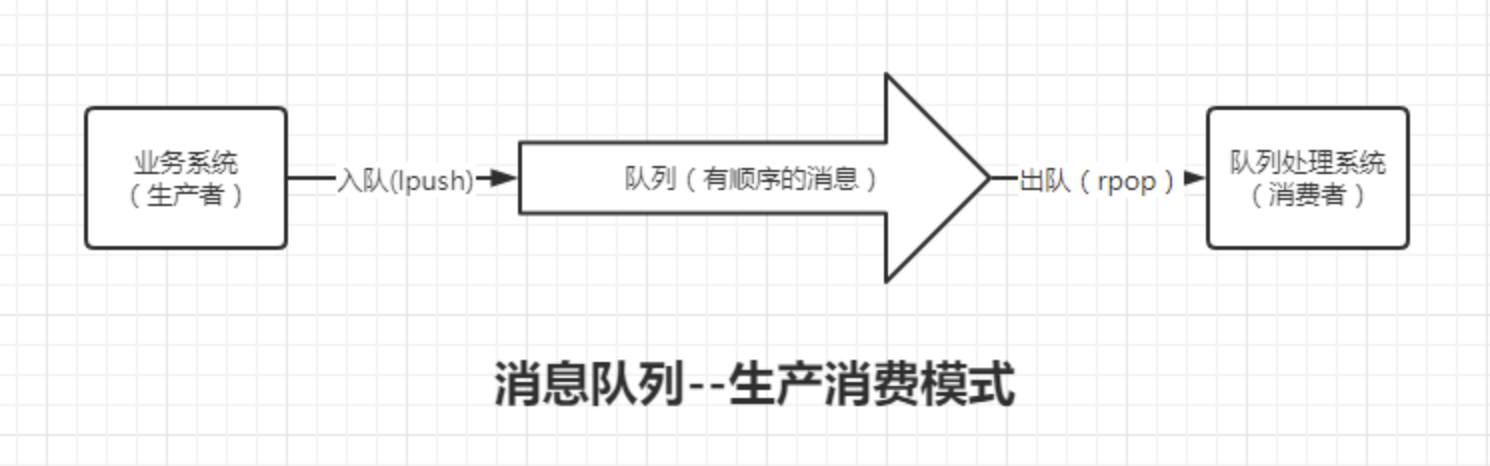 业务系统
（生产者）
入队(lpush)
队列（有顺序的消息）
出队（rpop）
队列处理系统
（消费者）
消息队列--生产消费模式